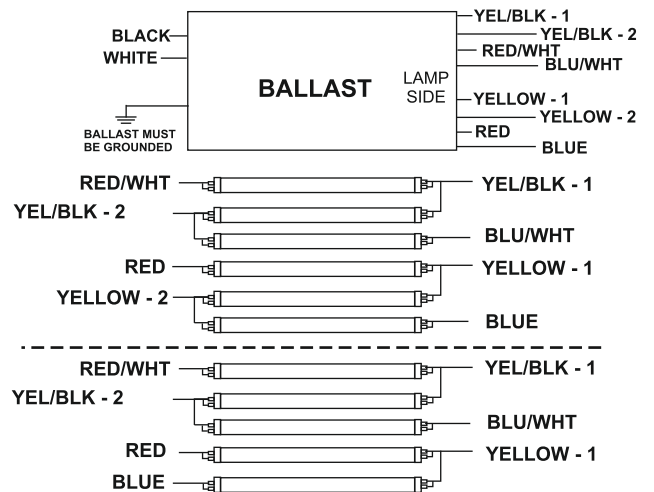 YEL/BLK - 1
BLACK
YEL/BLK - 2
WHITE
RED/WHT
BLU/WHT
BALLAST
LAMP
SIDE
YELLOW - 1
YELLOW - 2
BALLAST MUST
BE GROUNDED
RED
BLUE
RED/WHT
YEL/BLK - 1
YEL/BLK - 2
BLU/WHT
RED
YELLOW - 1
YELLOW - 2
BLUE
RED/WHT
YEL/BLK - 1
YEL/BLK - 2
BLU/WHT
RED
YELLOW - 1
BLUE